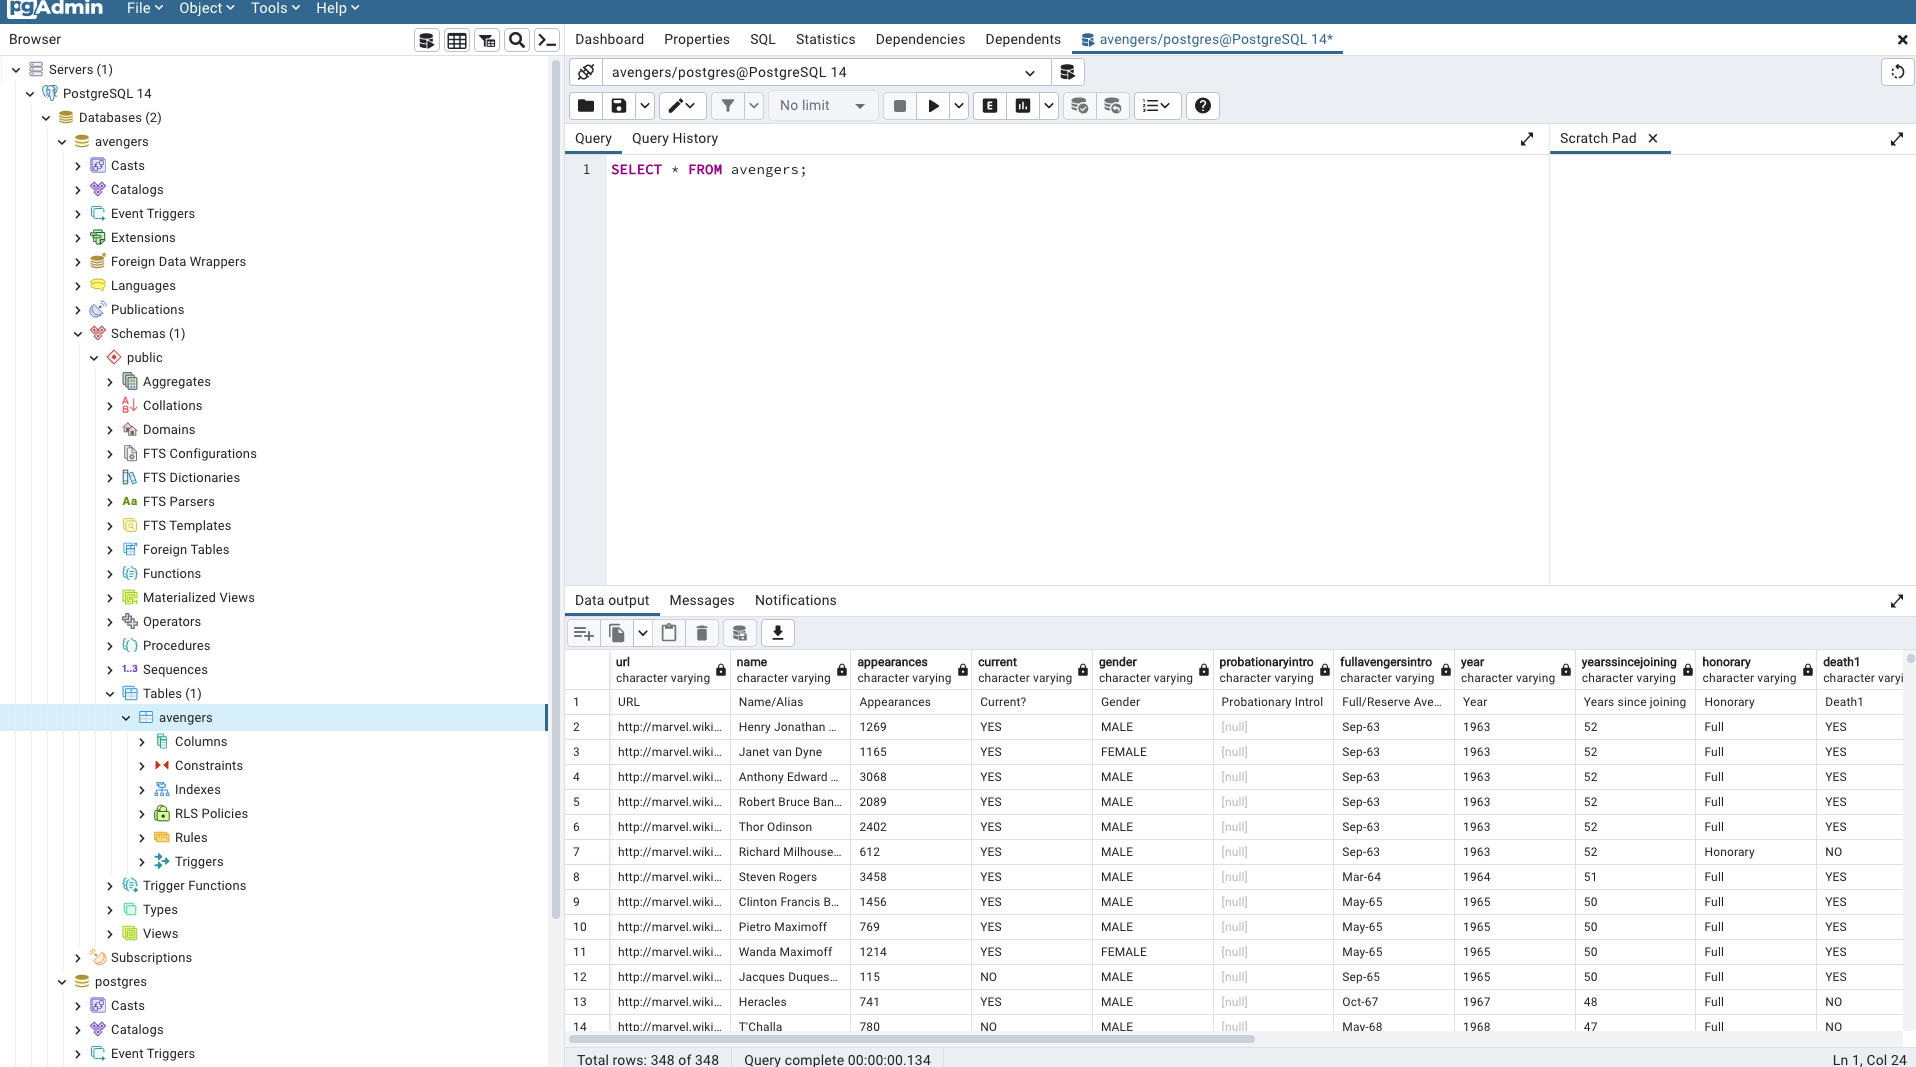 pgAdmin File Object Tools Help
Browser
Servers (1)
PostgreSQL 14
Databases (2)
avengers
Casts
Catalogs
Event Triggers
Extensions
Foreign Data Wrappers
Languages
Publications
Schemas (1)
public
Aggregates
Collations
Domains
FTS Configurations
FTS Dictionaries
Aa FTS Parsers
FTS Templates
Foreign Tables
Functions
Materialized Views
Operators
Procedures
1..3 Sequences
Tables (1)
avengers
Columns
Constraints
Indexes
RLS Policies
Rules
Triggers
Trigger Functions
Types
Views
Subscriptions
postgres
Casts
Catalogs
Event Triggers
Dashboard Properties SQL Statistics Dependencies Dependents avengers/postgres@PostgreSQL 14*
avengers/postgres@PostgreSQL 14
No limit E
Query Query History
1 SELECT * FROM avengers;
Scratch Pad
Data output Messages Notifications
url name appearances current gender probationaryintro fullavengersintro year yearssincejoining honorary death1
character varying character varying character varying character varying character varying character varying character varying character varying character varying character varying character varyi
1 URL Name/Alias Appearances Current? Gender Probationary Introl Full/Reserve Ave... Year Years since joining Honorary Death1
2 http://marvel.wiki... Henry Jonathan ... 1269 YES MALE [null] Sep-63 1963 52 Full YES
3 http://marvel.wiki... Janet van Dyne 1165 YES FEMALE [null] Sep-63 1963 52 Full YES
4 http://marvel.wiki... Anthony Edward ... 3068 YES MALE [null] Sep-63 1963 52 Full YES
5 http://marvel.wiki... Robert Bruce Ban... 2089 YES MALE [null] Sep-63 1963 52 Full YES
6 http://marvel.wiki... Thor Odinson 2402 YES MALE [null] Sep-63 1963 52 Full YES
7 http://marvel.wiki... Richard Milhouse... 612 YES MALE [null] Sep-63 1963 52 Honorary NO
8 http://marvel.wiki... Steven Rogers 3458 YES MALE [null] Mar-64 1964 51 Full YES
9 http://marvel.wiki... Clinton Francis B... 1456 YES MALE [null] May-65 1965 50 Full YES
10 http://marvel.wiki... Pietro Maximoff 769 YES MALE [null] May-65 1965 50 Full YES
11 http://marvel.wiki... Wanda Maximoff 1214 YES FEMALE [null] May-65 1965 50 Full YES
12 http://marvel.wiki... Jacques Duques... 115 NO MALE [null] Sep-65 1965 50 Full YES
13 http://marvel.wiki... Heracles 741 YES MALE [null] Oct-67 1967 48 Full NO
14 http://marvel.wiki... T'Challa 780 NO MALE [null] May-68 1968 47 Full NO
Total rows: 348 of 348 Query complete 00:00:00.134 Ln 1, Col 24